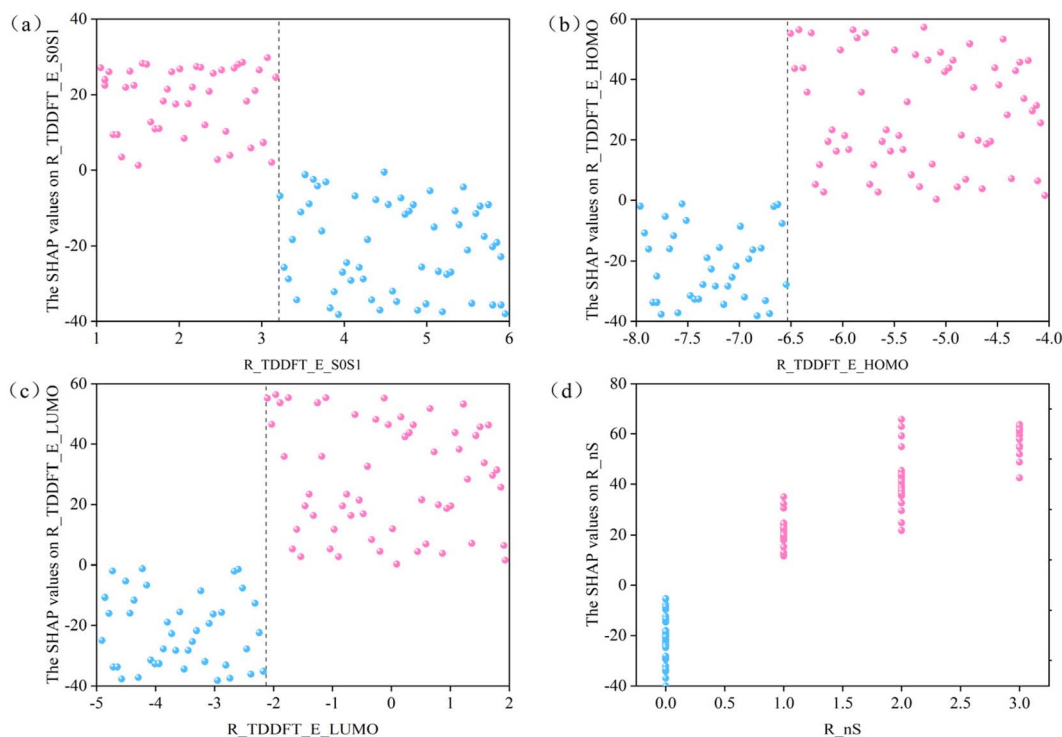 (a)
The SHAP values on R_TDDFT_E_S0S1
40
20
0
-20
-40
1 2 3 4 5 6
R_TDDFT_E_S0S1
(b)
The SHAP values on R_TDDFT_E_HOMO
60
40
20
0
-20
-40
-8.0 -7.5 -7.0 -6.5 -6.0 -5.5 -5.0 -4.5 -4.0
R_TDDFT_E_HOMO
(c)
The SHAP values on R_TDDFT_E_LUMO
60
40
20
0
-20
-40
-5 -4 -3 -2 -1 0 1 2
R_TDDFT_E_LUMO
(d)
The SHAP values on R_nS
80
60
40
20
0
-20
-40
0.0 0.5 1.0 1.5 2.0 2.5 3.0
R_nS